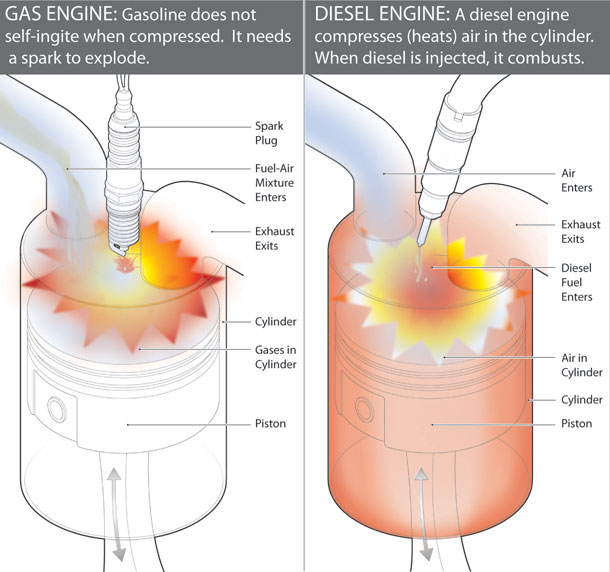 GAS ENGINE: Gasoline does not
self-ingite when compressed.  It needs
a spark to explode.
Spark
Plug
Fuel-Air
Mixture
Enters
Exhaust
Exits
Cylinder
Gases in
Cylinder
Piston
DIESEL ENGINE: A diesel engine
compresses (heats) air in the cylinder.
When diesel is injected, it combusts.
Air
Enters
Exhaust
Exits
Diesel
Fuel
Enters
Air in
Cylinder
Cylinder
Piston